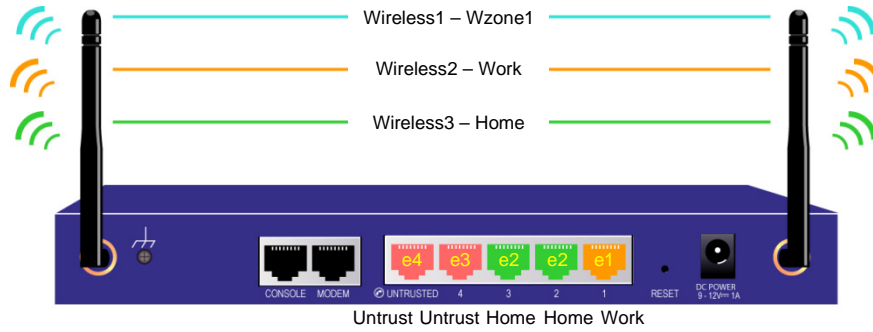 Wireless1 – Wzone1
Wireless2 – Work
Wireless3 – Home
e4 e3 e2 e2 e1
CONSOLE MODEM UNTRUSTED 4 3 2 1 RESET DC POWER
9 - 12V⎓ 1A
Untrust Untrust Home Home Work